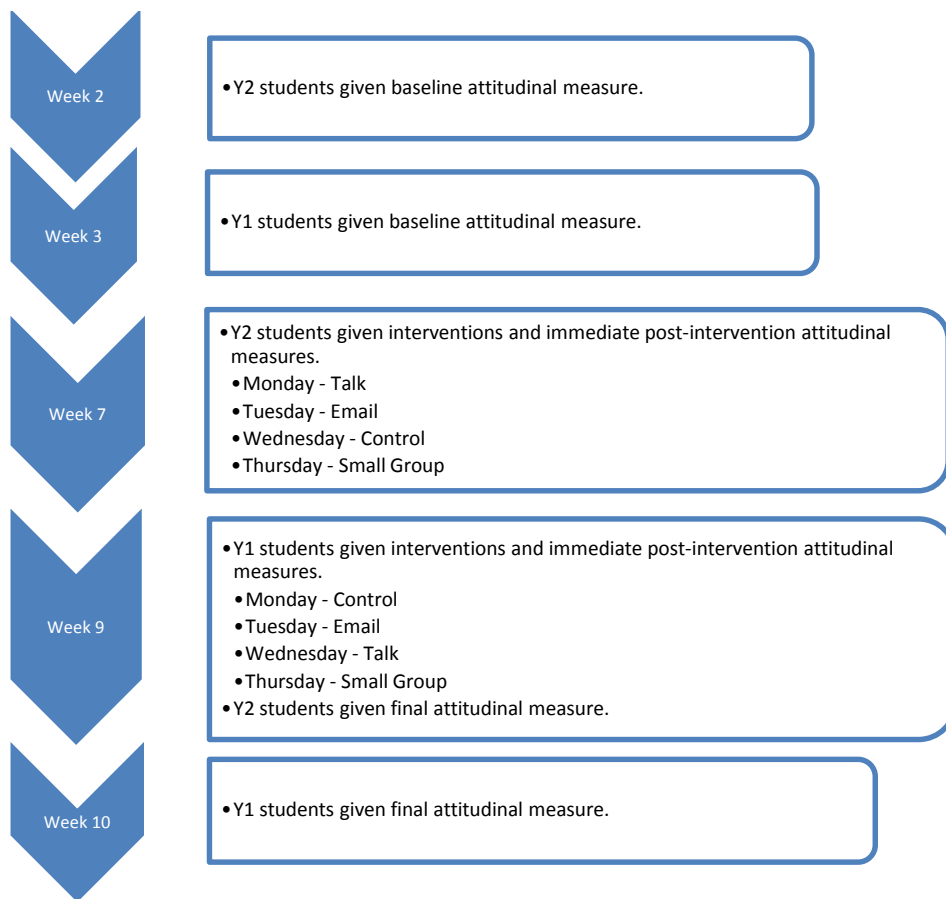 Week 2
•Y2 students given baseline attitudinal measure.
Week 3
•Y1 students given baseline attitudinal measure.
Week 7
•Y2 students given interventions and immediate post-intervention attitudinal
measures.
•Monday - Talk
•Tuesday - Email
•Wednesday - Control
•Thursday - Small Group
Week 9
•Y1 students given interventions and immediate post-intervention attitudinal
measures.
•Monday - Control
•Tuesday - Email
•Wednesday - Talk
•Thursday - Small Group
•Y2 students given final attitudinal measure.
Week 10
•Y1 students given final attitudinal measure.